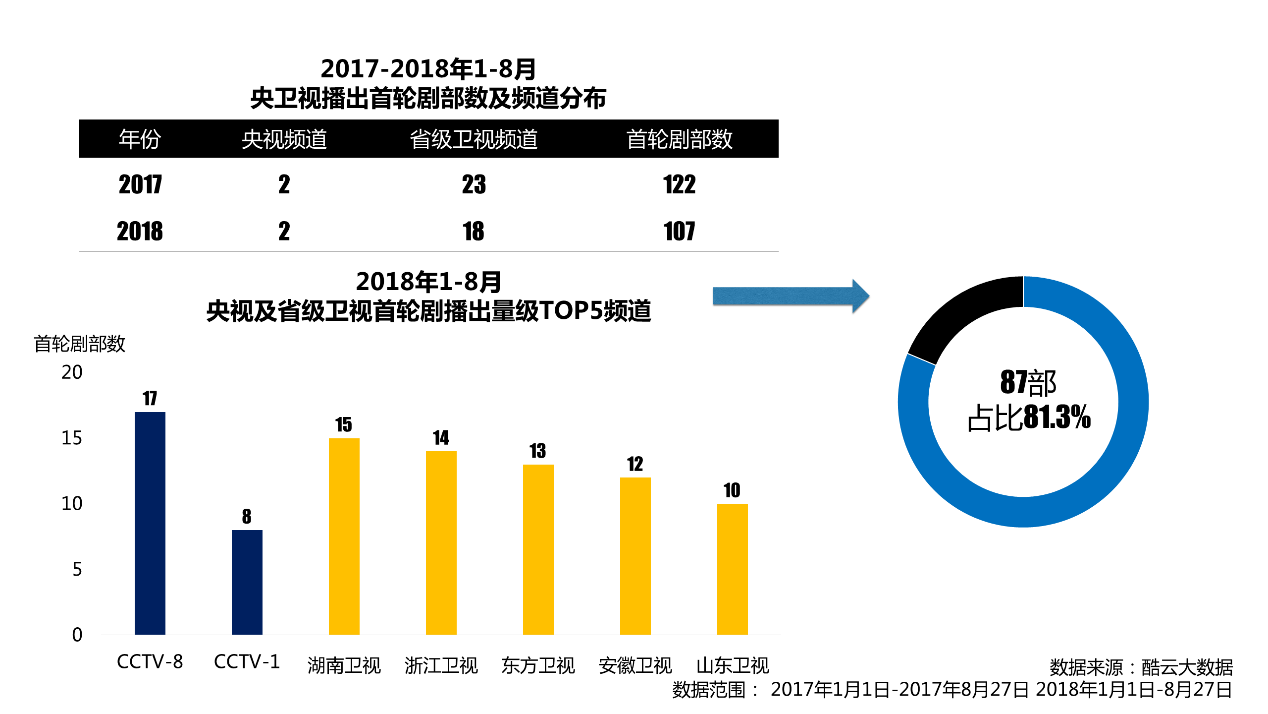 2017-2018年1-8月
央卫视播出首轮剧部数及频道分布
年份 央视频道 省级卫视频道 首轮剧部数
2017 2 23 122
2018 2 18 107
2018年1-8月
央视及省级卫视首轮剧播出量级TOP5频道
首轮剧部数
20
15
10
5
0
17
8
15
14
13
12
10
CCTV-8 CCTV-1 湖南卫视 浙江卫视 东方卫视 安徽卫视 山东卫视
87部
占比81.3%
数据来源：酷云大数据
数据范围： 2017年1月1日-2017年8月27日 2018年1月1日-8月27日